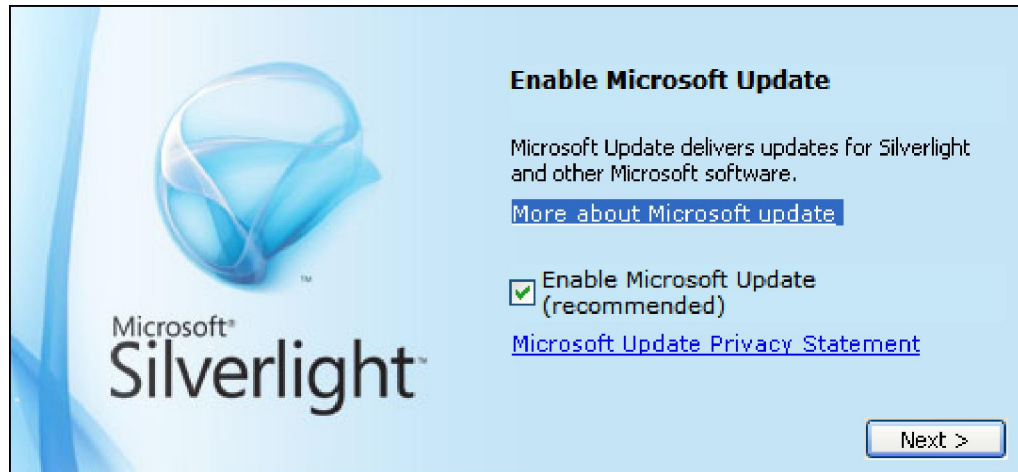 Enable Microsoft Update
Microsoft Update delivers updates for Silverlight
and other Microsoft software.
More about Microsoft update
Enable Microsoft Update
(recommended)
Microsoft Update Privacy Statement
TM
Microsoft®
Silverlight™
Next >